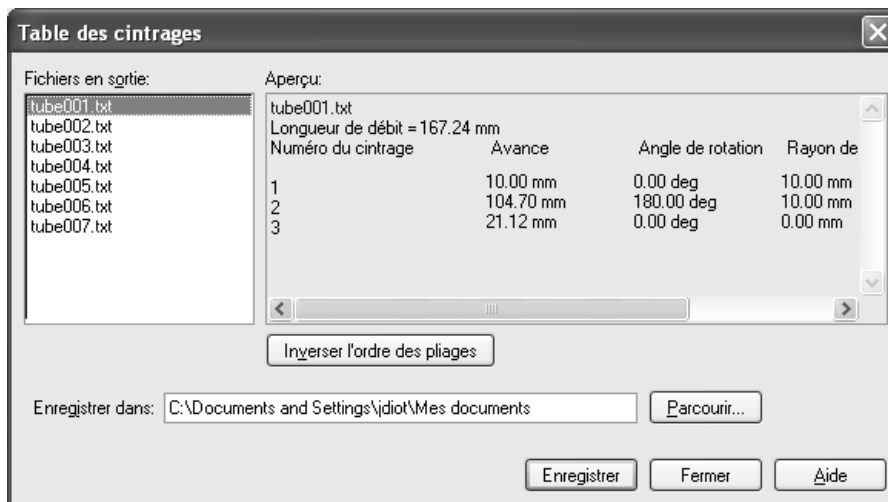 Table des cintrages
Fichiers en sortie:
tube001.txt
tube002.txt
tube003.txt
tube004.txt
tube005.txt
tube006.txt
tube007.txt
Aperçu:
tube001.txt
Longueur de débit = 167.24 mm
Numéro du cintrage Avance Angle de rotation Rayon de
1 10.00 mm 0.00 deg 10.00 mm
2 104.70 mm 180.00 deg 10.00 mm
3 21.12 mm 0.00 deg 0.00 mm
Inverser l'ordre des pliages
Enregistrer dans: C:\Documents and Settings\jdiot\Mes documents Parcourir...
Enregistrer Fermer Aide